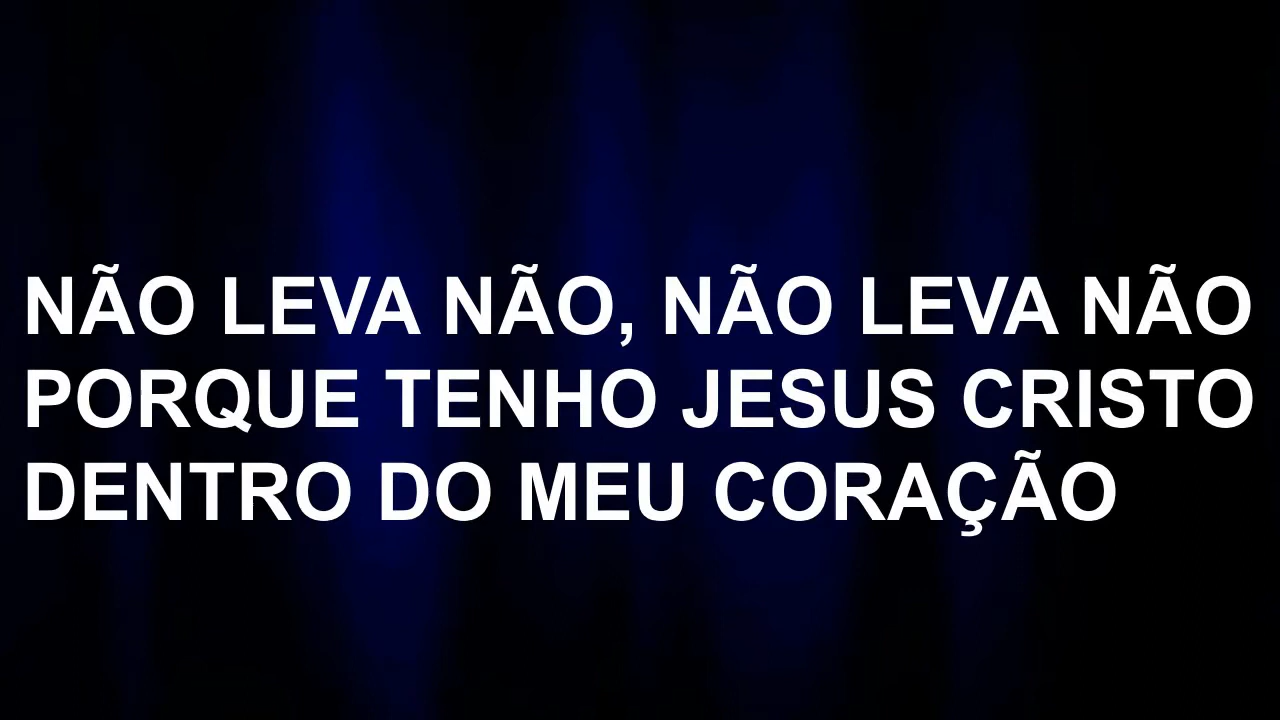 NÃO LEVA NÃO, NÃO LEVA NÃO
PORQUE TENHO JESUS CRISTO
DENTRO DO MEU CORAÇÃO